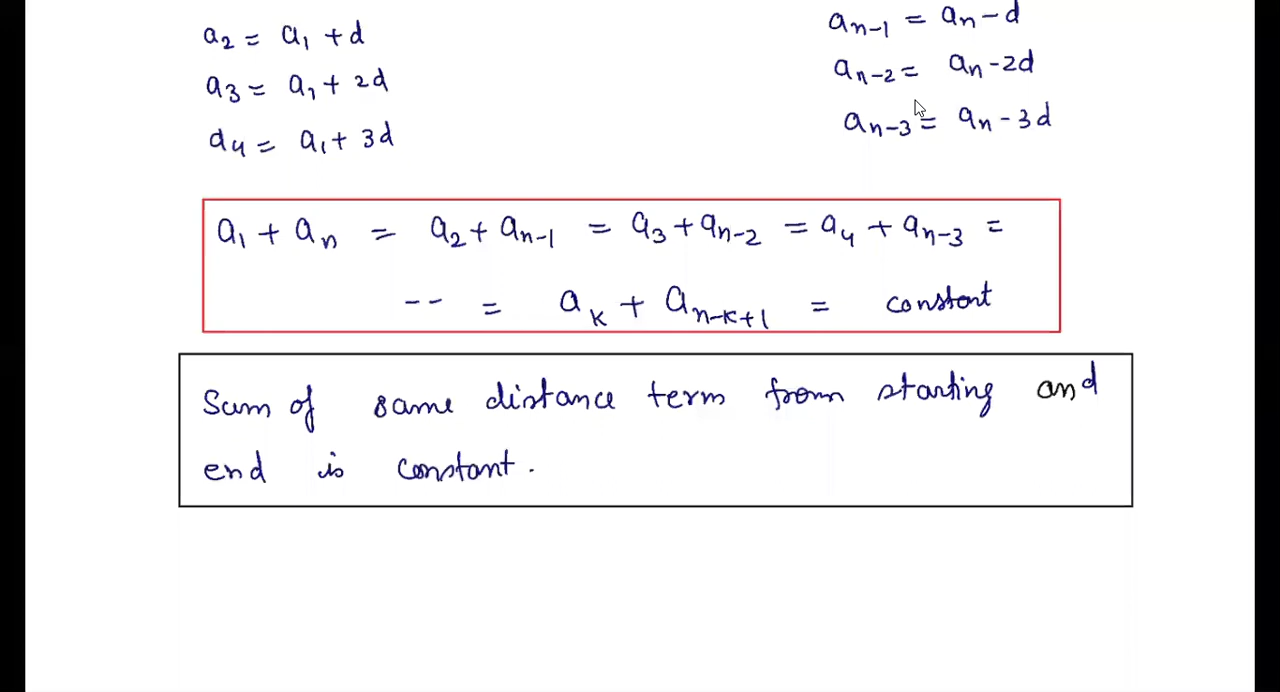 a₂ = a₁ + d
aₙ₋₁ = aₙ - d
a₃ = a₁ + 2d
aₙ₋₂ = aₙ - 2d
a₄ = a₁ + 3d
aₙ₋₃ = aₙ - 3d
a₁ + aₙ = a₂ + aₙ₋₁ = a₃ + aₙ₋₂ = a₄ + aₙ₋₃ =
-- = aₖ + aₙ₋ₖ₊₁ = constant
Sum of same distance term from starting and
end is constant.